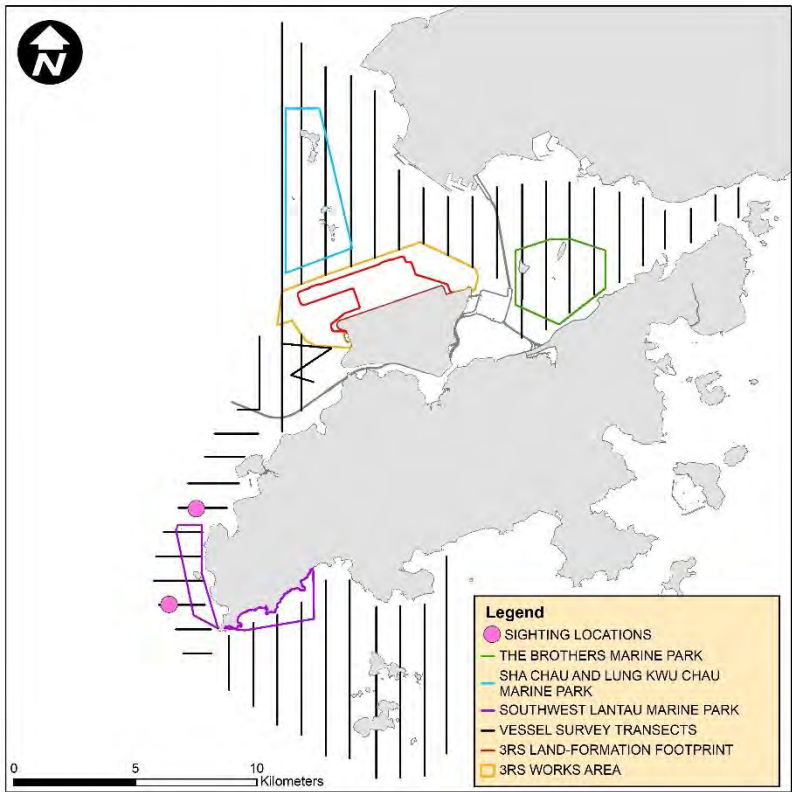 N
Legend
SIGHTING LOCATIONS
THE BROTHERS MARINE PARK
SHA CHAU AND LUNG KWU CHAU
MARINE PARK
SOUTHWEST LANTAU MARINE PARK
VESSEL SURVEY TRANSECTS
3RS LAND-FORMATION FOOTPRINT
3RS WORKS AREA
0 5 10
Kilometers